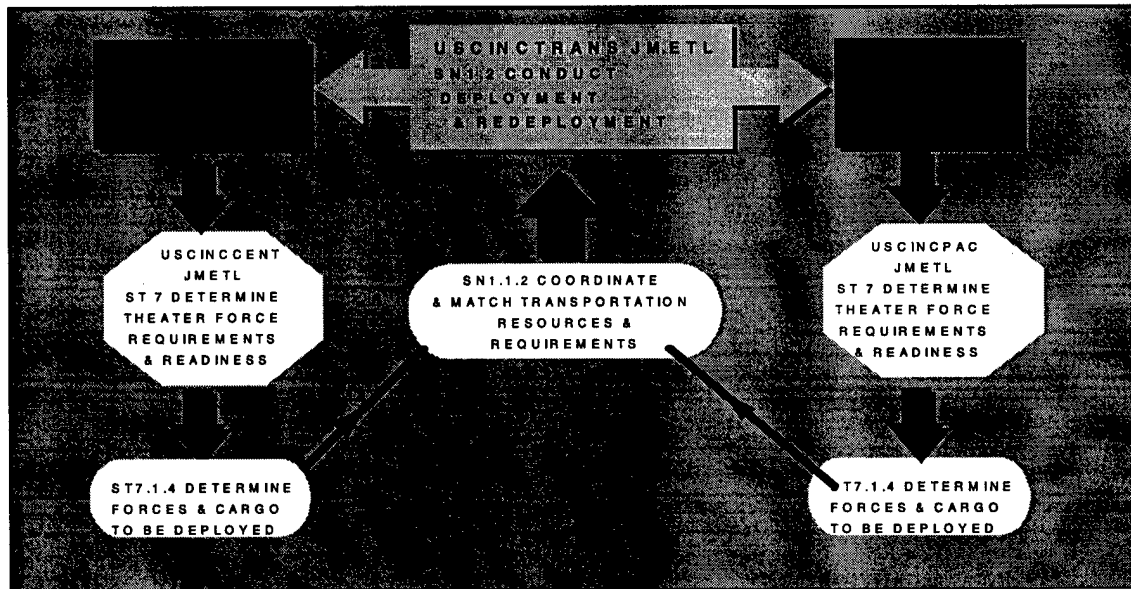 USCINCTRANS JMETL
SN1.2 CONDUCT
DEPLOYMENT
& REDEPLOYMENT
USCINCCENT
JMETL
ST 7 DETERMINE
THEATER FORCE
REQUIREMENTS
& READINESS
SN1.1.2 COORDINATE
& MATCH TRANSPORTATION
RESOURCES &
REQUIREMENTS
USCINCPAC
JMETL
ST 7 DETERMINE
THEATER FORCE
REQUIREMENTS
& READINESS
ST7.1.4 DETERMINE
FORCES & CARGO
TO BE DEPLOYED
ST7.1.4 DETERMINE
FORCES & CARGO
TO BE DEPLOYED